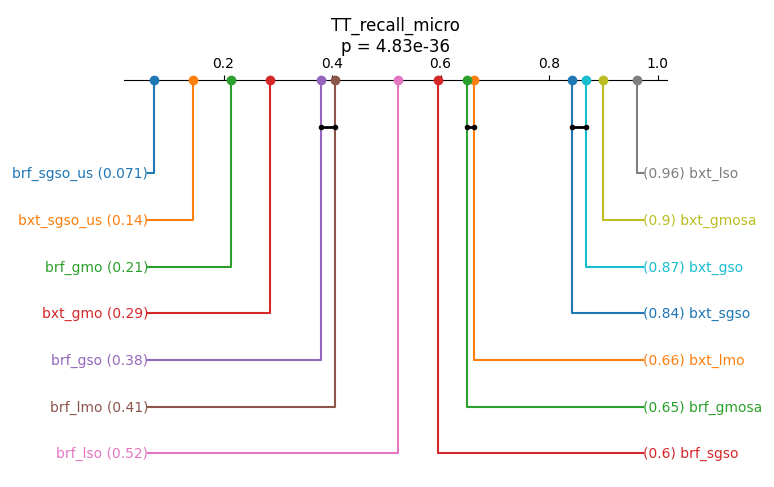 TT_recall_micro
p = 4.83e-36
0.2 0.4 0.6 0.8 1.0
brf_sgso_us (0.071) (0.96) bxt_lso
bxt_sgso_us (0.14) (0.9) bxt_gmosa
brf_gmo (0.21) (0.87) bxt_gso
bxt_gmo (0.29) (0.84) bxt_sgso
brf_gso (0.38) (0.66) bxt_lmo
brf_lmo (0.41) (0.65) brf_gmosa
brf_lso (0.52) (0.6) brf_sgso